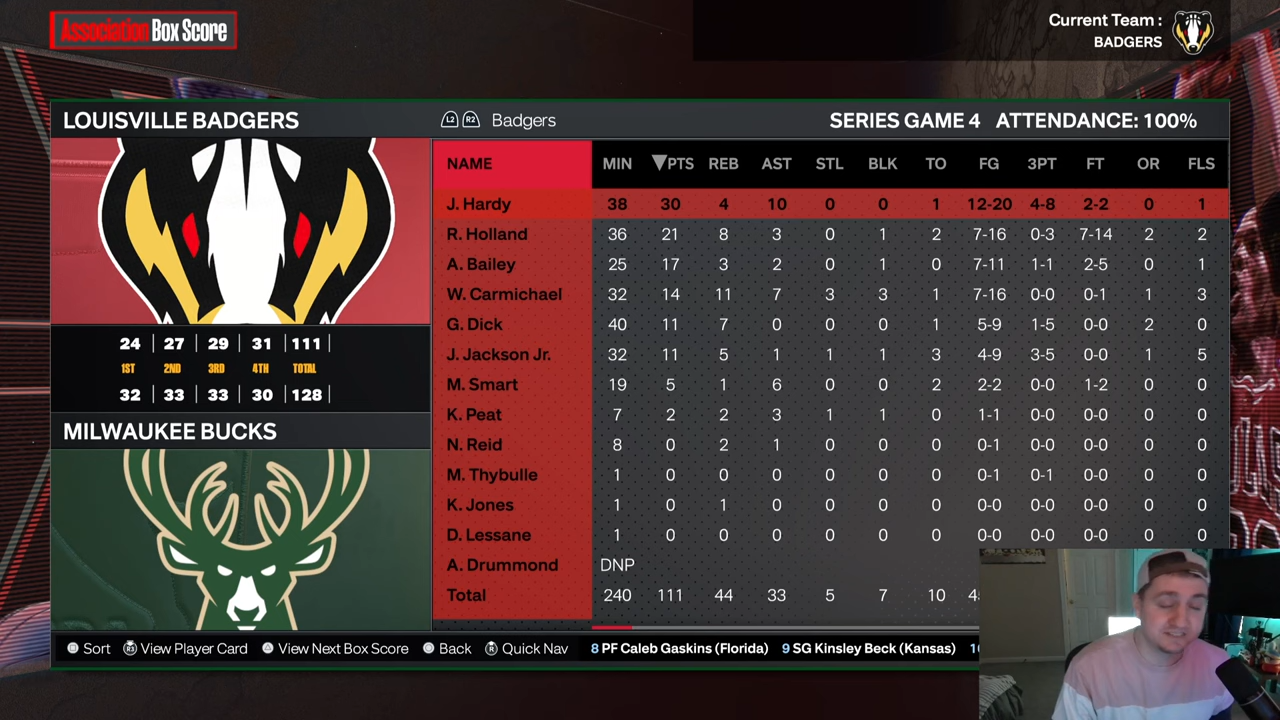 Association Box Score
Current Team :
BADGERS
LOUISVILLE BADGERS
L2 R2 Badgers
SERIES GAME 4 ATTENDANCE: 100%
NAME MIN ▼PTS REB AST STL BLK TO FG 3PT FT OR FLS
J. Hardy 38 30 4 10 0 0 1 12-20 4-8 2-2 0 1
R. Holland 36 21 8 3 0 1 2 7-16 0-3 7-14 2 2
A. Bailey 25 17 3 2 0 1 0 7-11 1-1 2-5 0 1
W. Carmichael 32 14 11 7 3 3 1 7-16 0-0 0-1 1 3
G. Dick 40 11 7 0 0 0 1 5-9 1-5 0-0 2 0
J. Jackson Jr. 32 11 5 1 1 1 3 4-9 3-5 0-0 1 5
M. Smart 19 5 1 6 0 0 2 2-2 0-0 1-2 0 0
K. Peat 7 2 2 3 1 1 0 1-1 0-0 0-0 0 0
N. Reid 8 0 2 1 0 0 0 0-1 0-0 0-0 0 0
M. Thybulle 1 0 0 0 0 0 0 0-1 0-1 0-0 0 0
K. Jones 1 0 1 0 0 0 0 0-0 0-0 0-0 0 0
D. Lessane 1 0 0 0 0 0 0 0-0 0-0 0-0 0 0
A. Drummond DNP
Total 240 111 44 33 5 7 10
24 27 29 31 111
1ST 2ND 3RD 4TH TOTAL
32 33 33 30 128
MILWAUKEE BUCKS
Sort R3 View Player Card View Next Box Score Back R Quick Nav
8 PF Caleb Gaskins (Florida) 9 SG Kinsley Beck (Kansas)